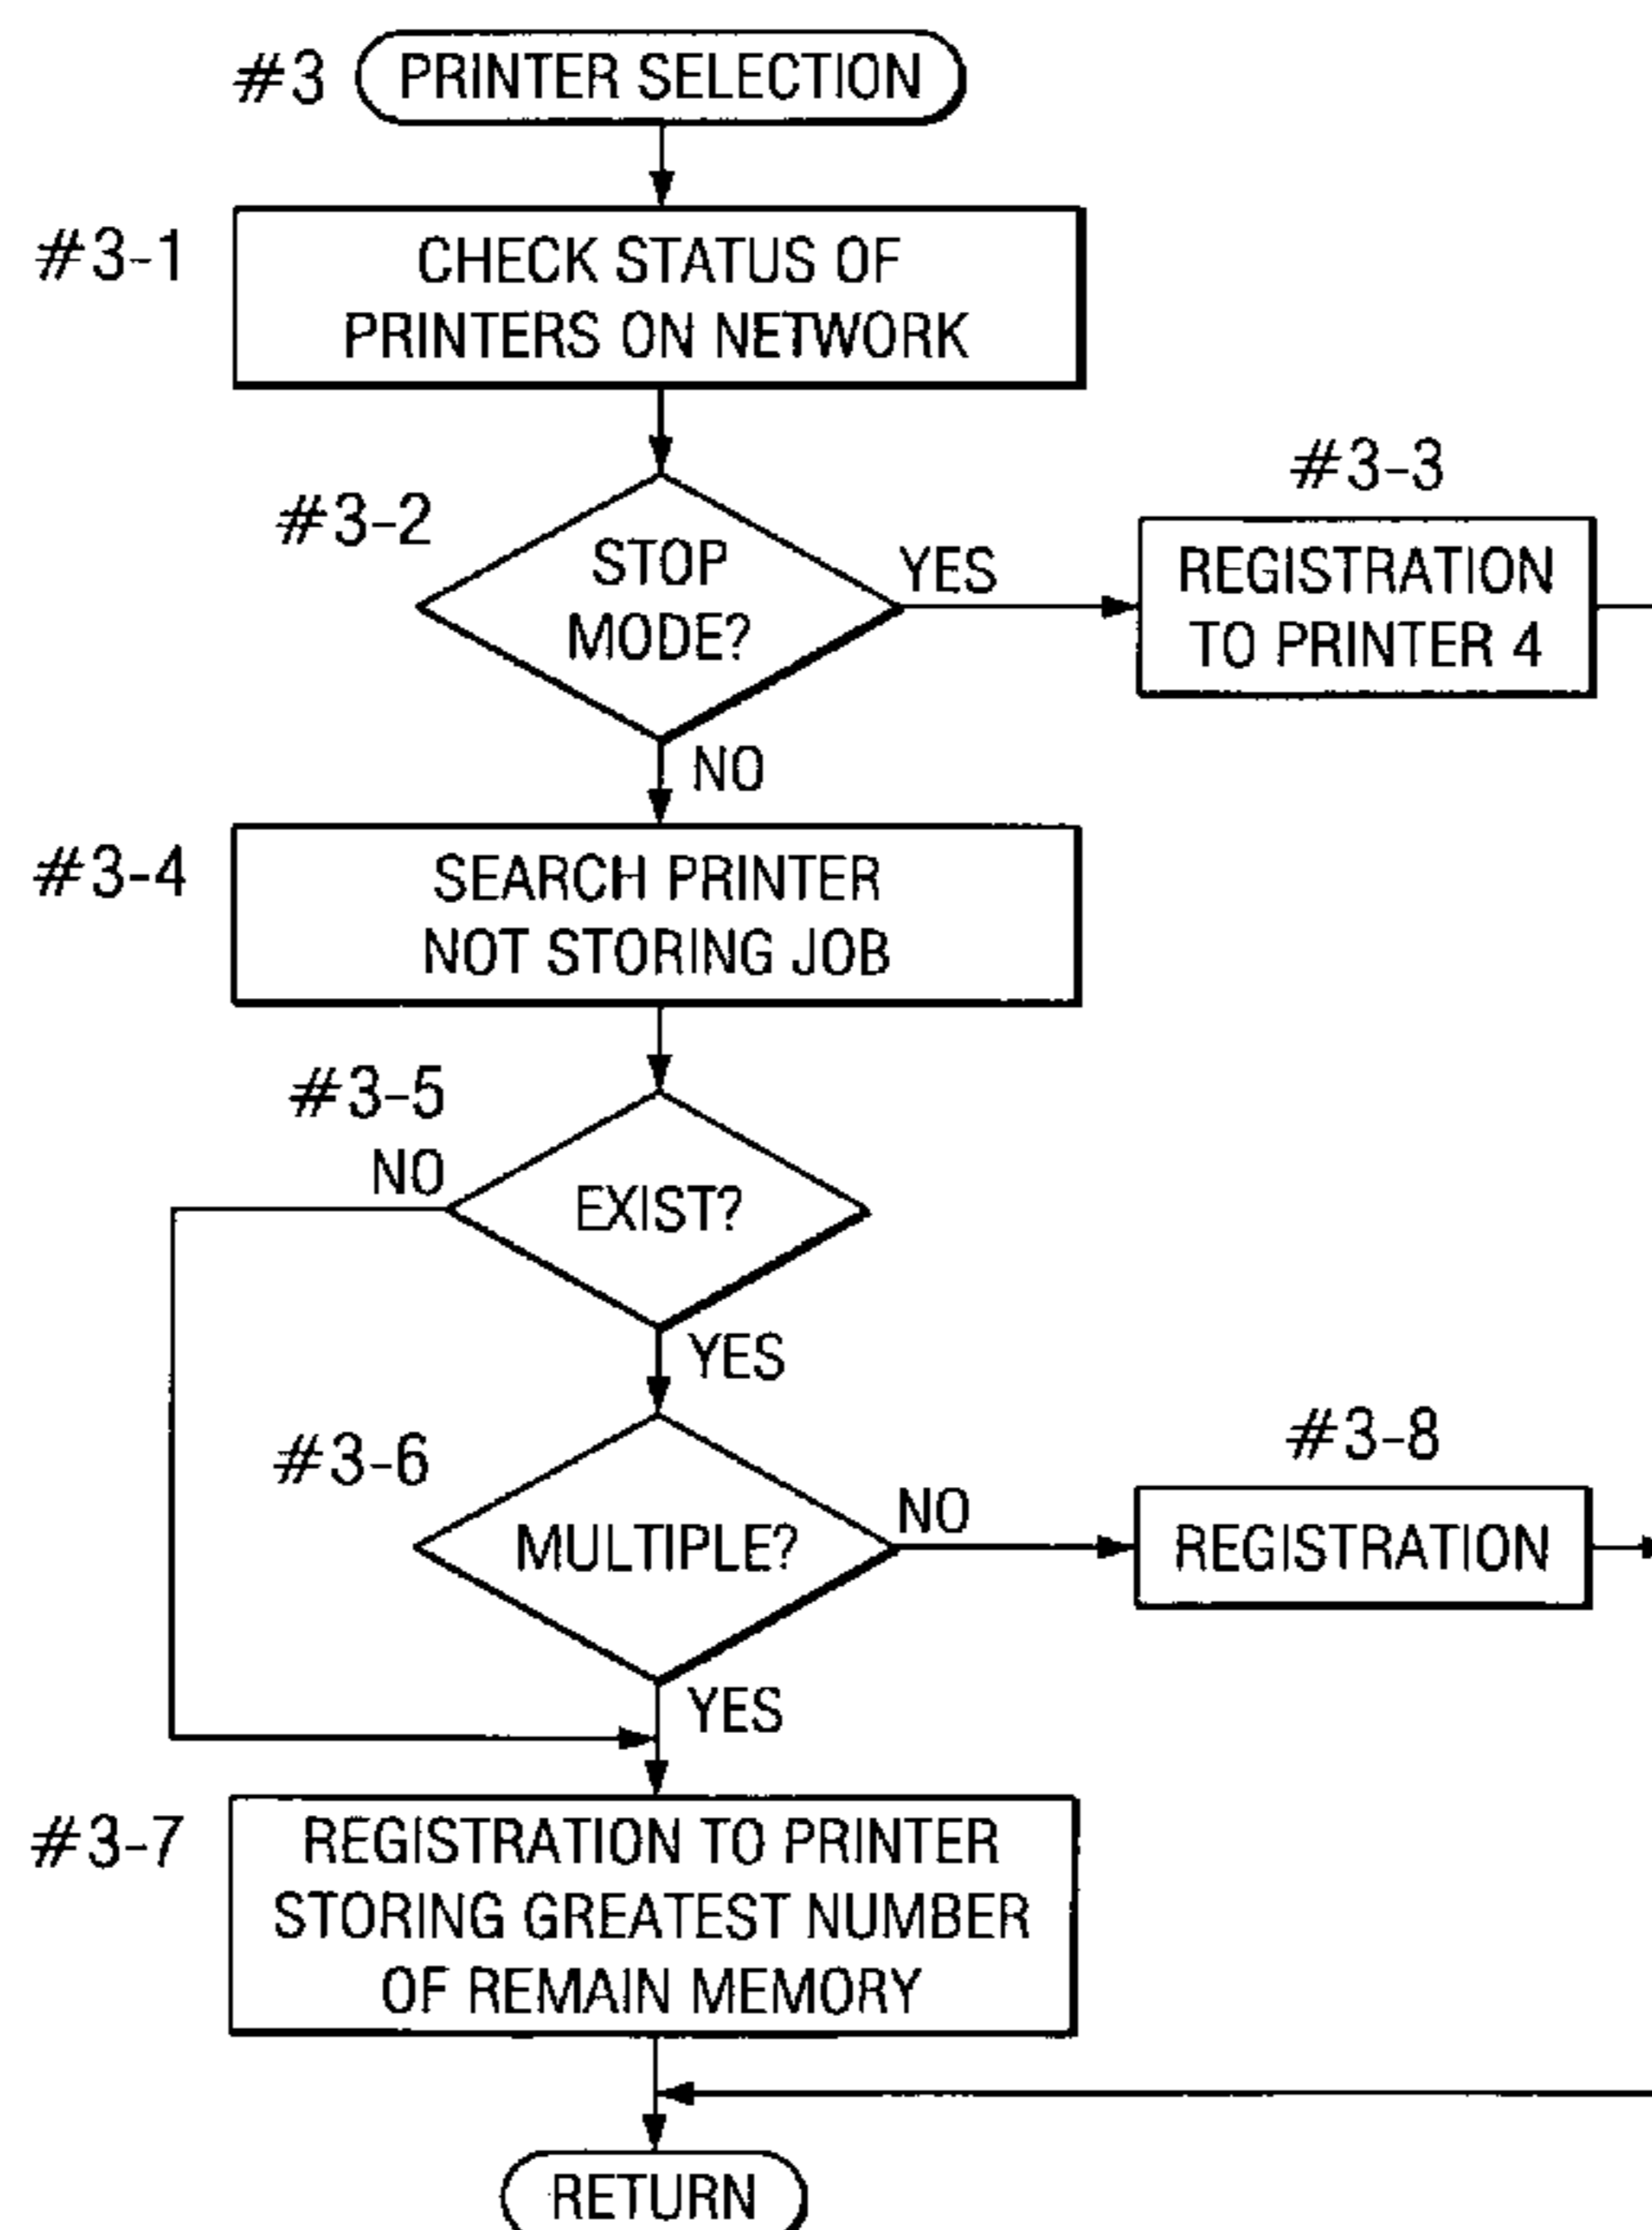 #3 PRINTER SELECTION
#3-1
CHECK STATUS OF
PRINTERS ON NETWORK
#3-2
STOP
MODE?
YES
#3-3
REGISTRATION
TO PRINTER 4
NO
#3-4
SEARCH PRINTER
NOT STORING JOB
#3-5
NO
EXIST?
YES
#3-6
MULTIPLE?
NO
#3-8
REGISTRATION
YES
#3-7
REGISTRATION TO PRINTER
STORING GREATEST NUMBER
OF REMAIN MEMORY
RETURN